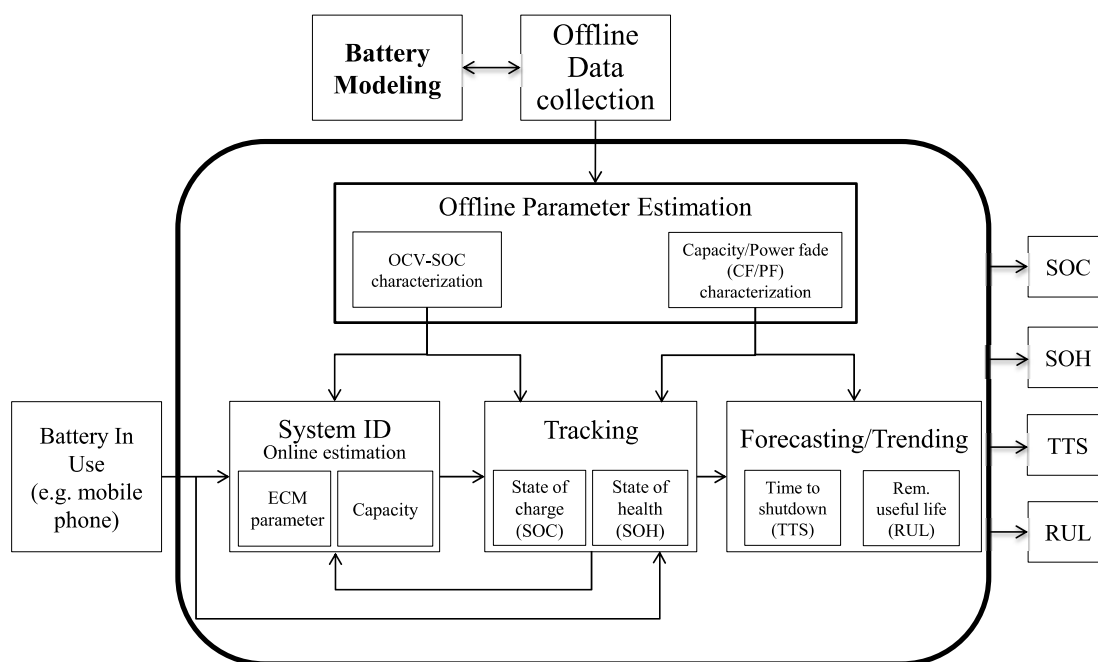 Battery
Modeling
Offline
Data
collection
Offline Parameter Estimation
OCV-SOC
characterization
Capacity/Power fade
(CF/PF)
characterization
SOC
SOH
TTS
RUL
Battery In
Use
(e.g. mobile
phone)
System ID
Online estimation
ECM
parameter
Capacity
Tracking
State of
charge
(SOC)
State of
health
(SOH)
Forecasting/Trending
Time to
shutdown
(TTS)
Rem.
useful life
(RUL)